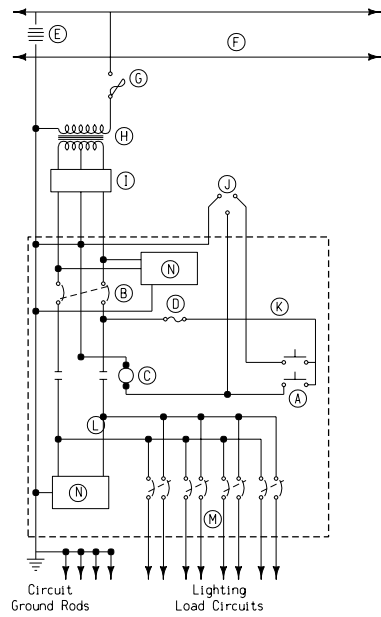 E
F
G
H
I
J
N
B
D
K
C
A
L
N
M
Circuit
Ground Rods
Lighting
Load Circuits